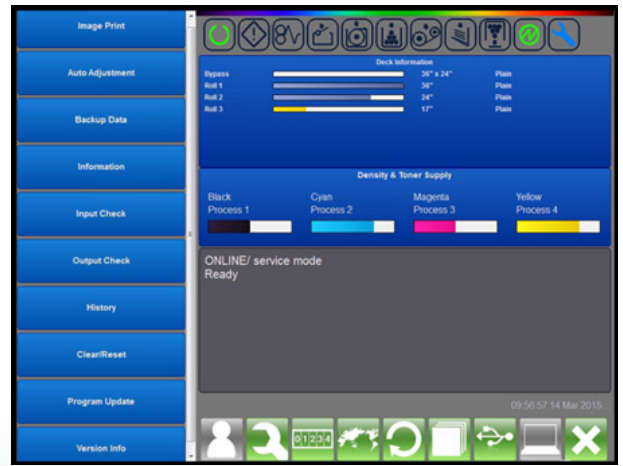 Image Print
Auto Adjustment
Backup Data
Information
Input Check
Output Check
History
Clear/Reset
Program Update
Version Info
Deck Information
Bypass 36" x 24" Plain
Roll 1 36" Plain
Roll 2 24" Plain
Roll 3 17" Plain
Density & Toner Supply
Black Cyan Magenta Yellow
Process 1 Process 2 Process 3 Process 4
ONLINE/ service mode
Ready
09:56:57 14 Mar 2015
01234